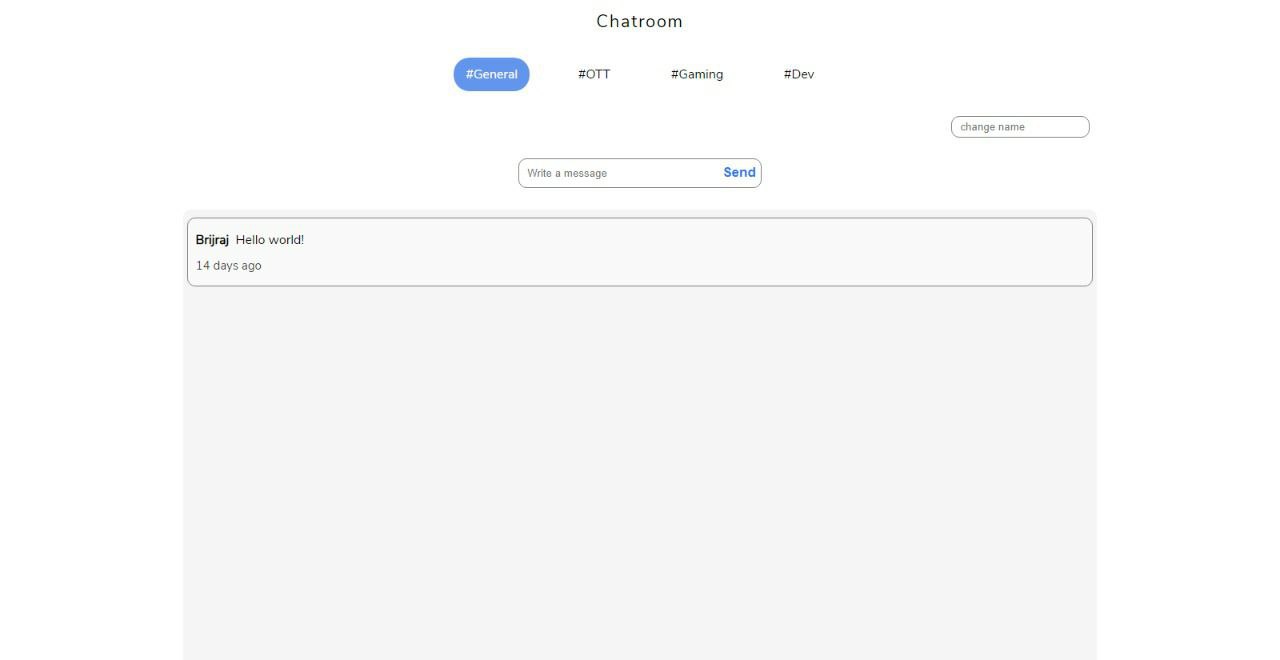 Chatroom
#General #OTT #Gaming #Dev
change name
Write a message Send
Brijraj Hello world!
14 days ago